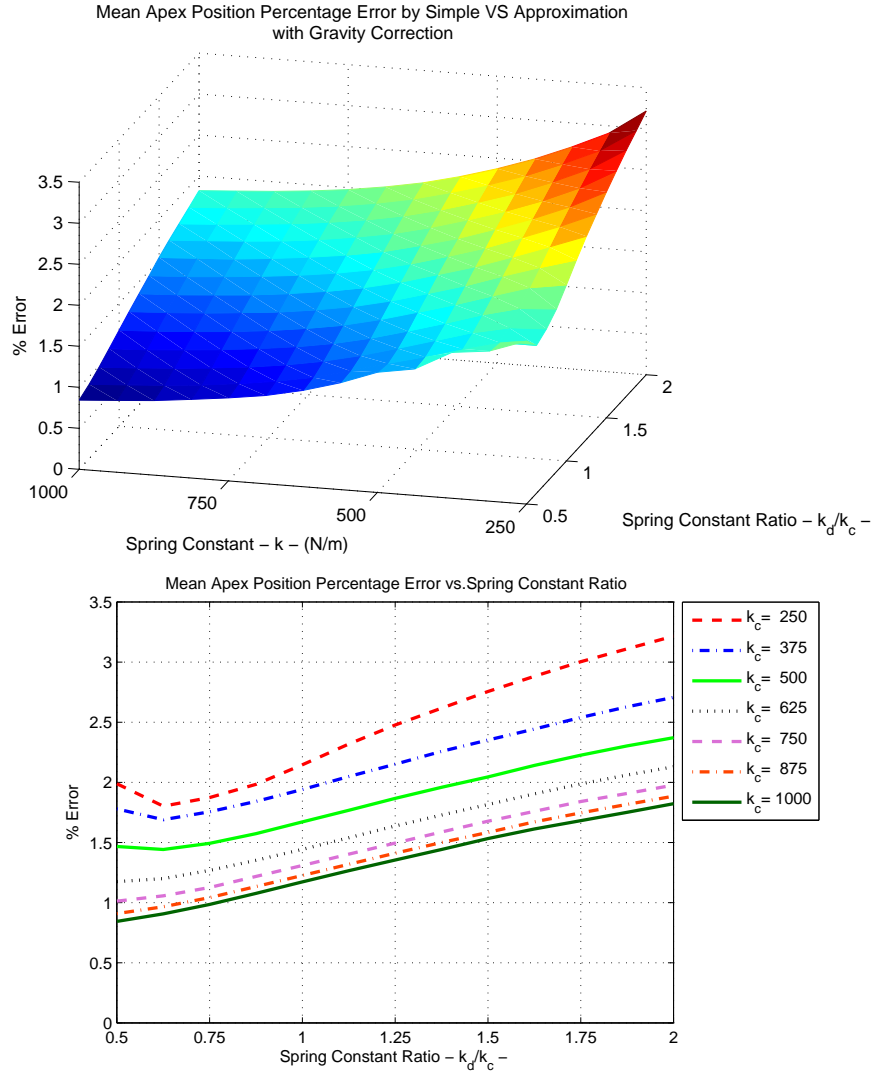 Mean Apex Position Percentage Error by Simple VS Approximation
with Gravity Correction
3.5
3
2.5
2
1.5
1
0.5
0
% Error
1000
750
500
250
Spring Constant − k − (N/m)
0.5
1
1.5
2
Spring Constant Ratio − k_d/k_c −
Mean Apex Position Percentage Error vs.Spring Constant Ratio
3.5
3
2.5
2
1.5
1
0.5
0
% Error
0.5
0.75
1
1.25
1.5
1.75
2
Spring Constant Ratio − k_d/k_c −
k_c= 250
k_c= 375
k_c= 500
k_c= 625
k_c= 750
k_c= 875
k_c= 1000